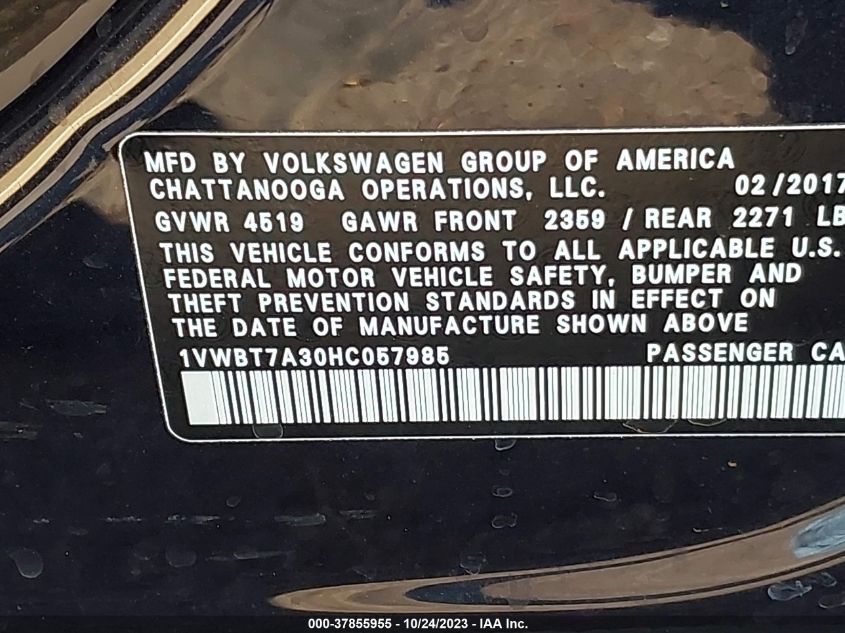 MFD BY VOLKSWAGEN GROUP OF AMERICA
CHATTANOOGA OPERATIONS, LLC. 02/2017
GVWR 4519 GAWR FRONT 2359 / REAR 2271 LB
THIS VEHICLE CONFORMS TO ALL APPLICABLE U.S.
FEDERAL MOTOR VEHICLE SAFETY, BUMPER AND
THEFT PREVENTION STANDARDS IN EFFECT ON
THE DATE OF MANUFACTURE SHOWN ABOVE
1VWBT7A30HC057985 PASSENGER CA
000-37855955 - 10/24/2023 - IAA Inc.